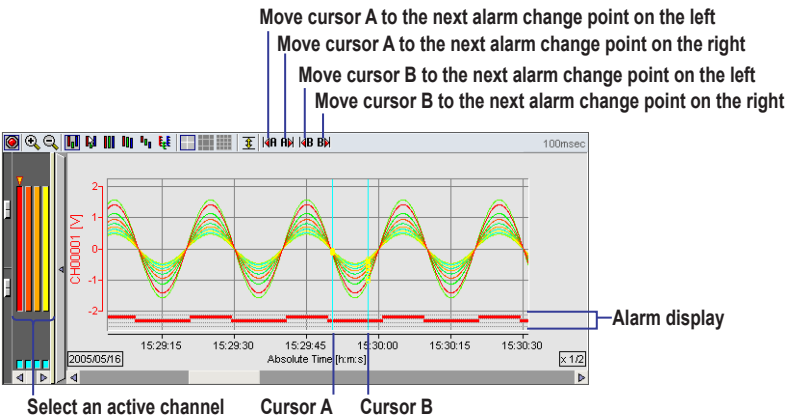 Move cursor A to the next alarm change point on the left
Move cursor A to the next alarm change point on the right
Move cursor B to the next alarm change point on the left
Move cursor B to the next alarm change point on the right
A A B B
100msec
CH00001 [V]
2
1
0
-1
-2
Alarm display
15:29:15 15:29:30 15:29:45 15:30:00 15:30:15 15:30:30
2005/05/16 Absolute Time [h:m:s] x 1/2
Select an active channel Cursor A Cursor B